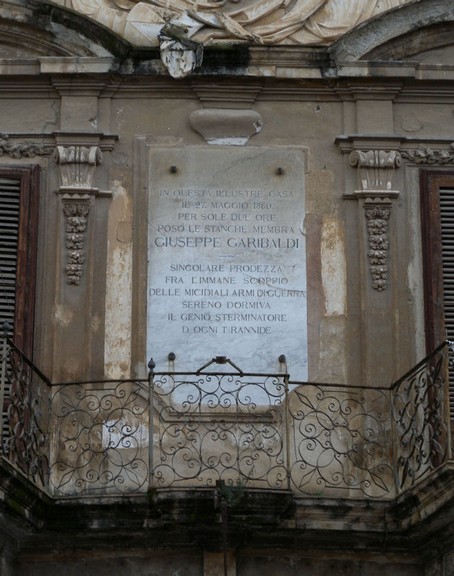 IN QUESTA ILLUSTRE CASA
IL 27 MAGGIO 1860
PER SOLE DUE ORE
POSÒ LE STANCHE MEMBRA
GIUSEPPE GARIBALDI
SINGOLARE PRODEZZA!
FRA L'IMMANE SCOPPIO
DELLE MICIDIALI ARMI DI GUERRA
SERENO DORMIVA
IL GENIO STERMINATORE
D'OGNI TIRANNIDE